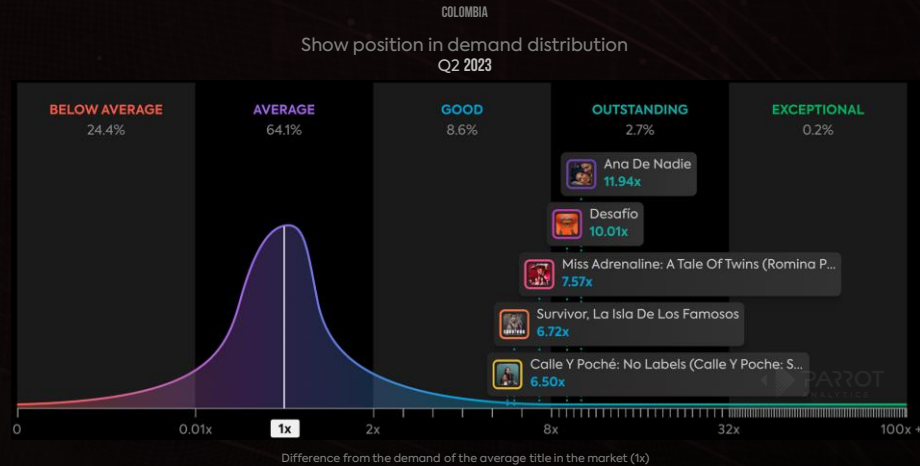 COLOMBIA
Show position in demand distribution
Q2 2023
BELOW AVERAGE
24.4%
AVERAGE
64.1%
GOOD
8.6%
OUTSTANDING
2.7%
EXCEPTIONAL
0.2%
Ana De Nadie
11.94x
Desafío
10.01x
Miss Adrenaline: A Tale Of Twins (Romina P...
7.57x
Survivor, La Isla De Los Famosos
6.72x
Calle Y Poché: No Labels (Calle Y Poche: S...
6.50x
PARROT
ANALYTICS
0 0.01x 1x 2x 8x 32x 100x +
Difference from the demand of the average title in the market (1x)